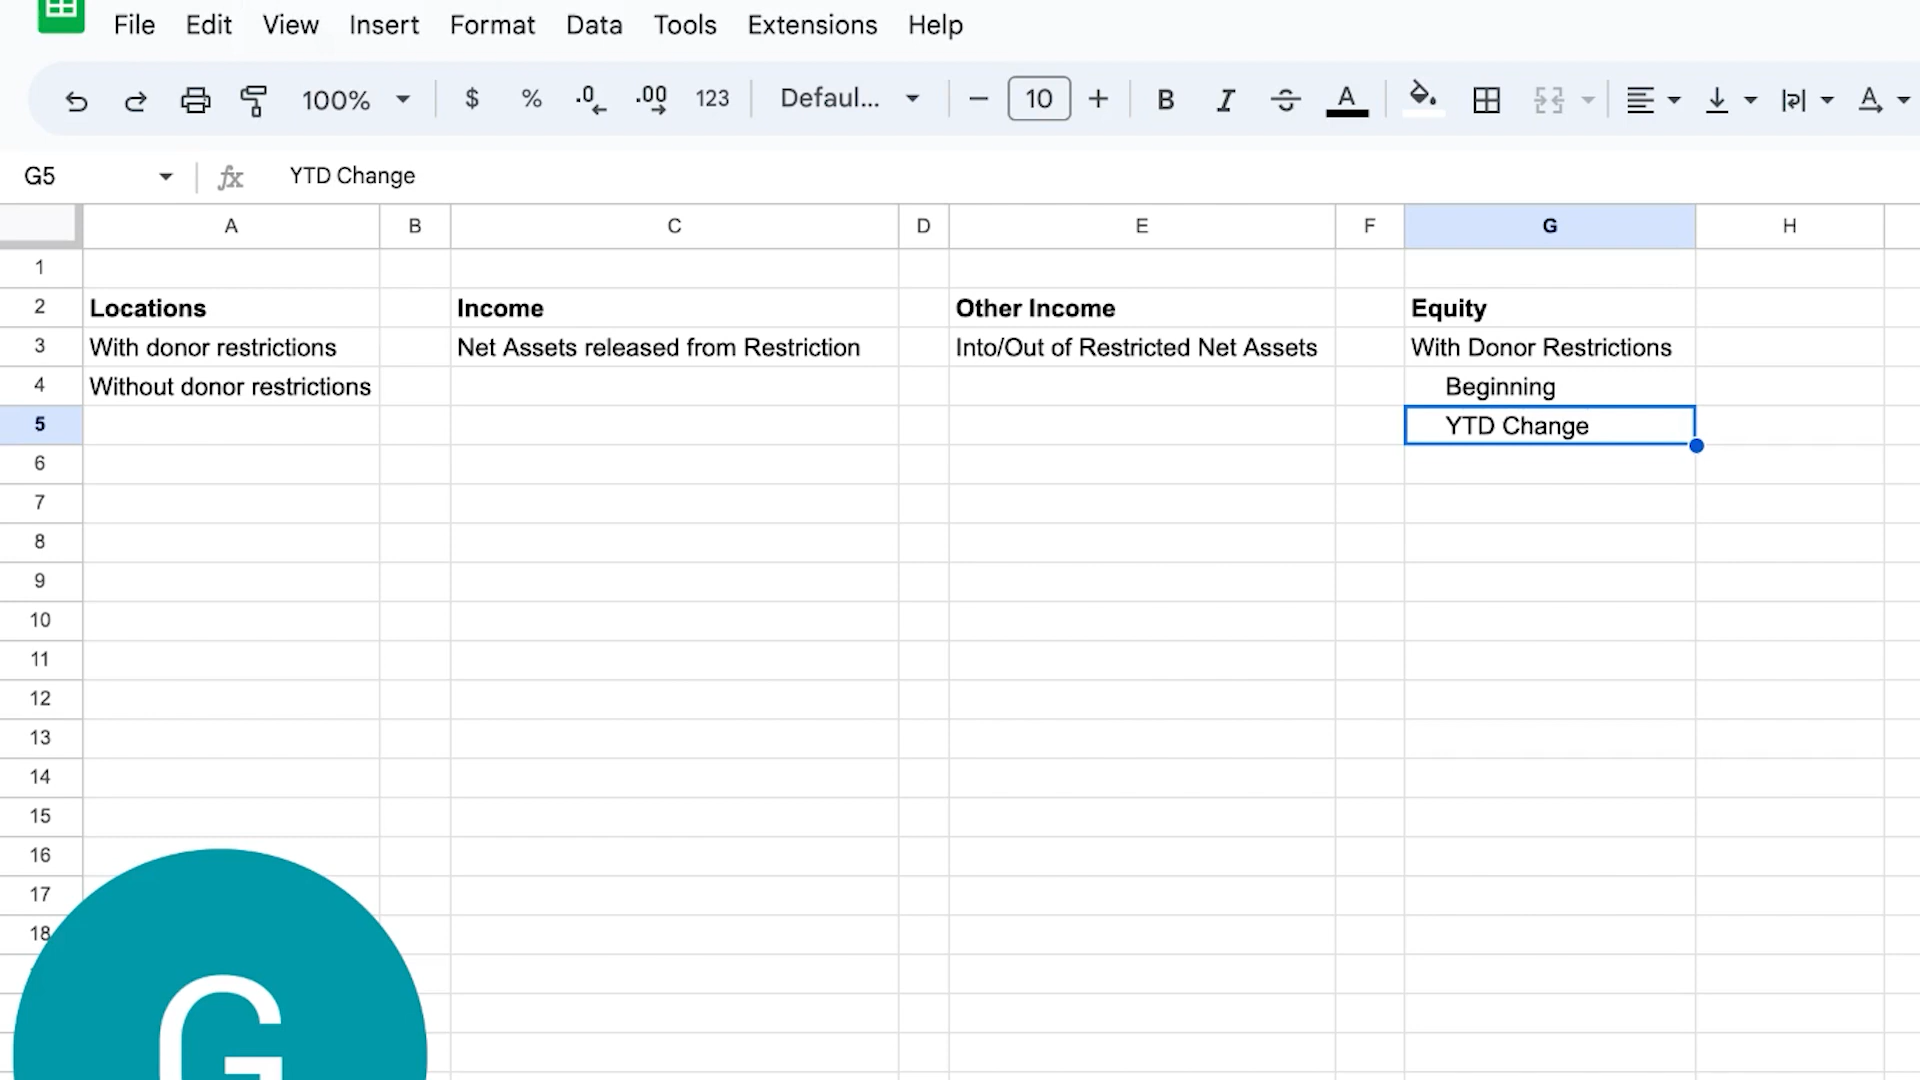 File Edit View Insert Format Data Tools Extensions Help
100% $ % .0 .00 123 Defaul... 10 B I S A A
G5 fx YTD Change
A B C D E F G H
1
2 Locations Income Other Income Equity
3 With donor restrictions Net Assets released from Restriction Into/Out of Restricted Net Assets With Donor Restrictions
4 Without donor restrictions Beginning
5 YTD Change
6
7
8
9
10
11
12
13
14
15
16
17
18
G